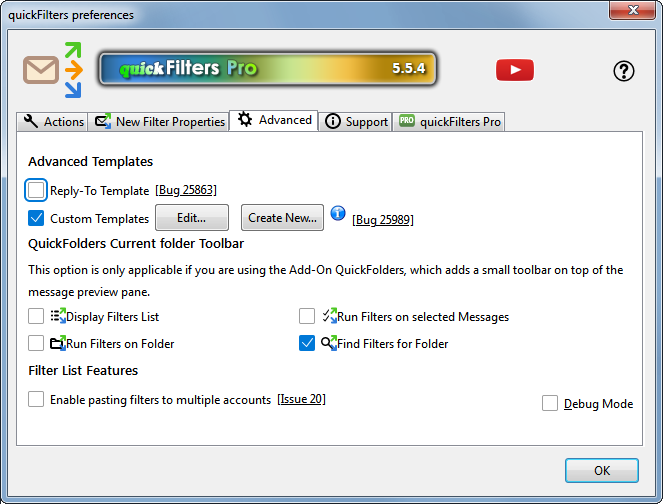 quickFilters preferences
quickFilters Pro 5.5.4
Actions New Filter Properties Advanced Support PRO quickFilters Pro
Advanced Templates
Reply-To Template [Bug 25863]
Custom Templates Edit... Create New... [Bug 25989]
QuickFolders Current folder Toolbar
This option is only applicable if you are using the Add-On QuickFolders, which adds a small toolbar on top of the
message preview pane.
Display Filters List Run Filters on selected Messages
Run Filters on Folder Find Filters for Folder
Filter List Features
Enable pasting filters to multiple accounts [Issue 20] Debug Mode
OK